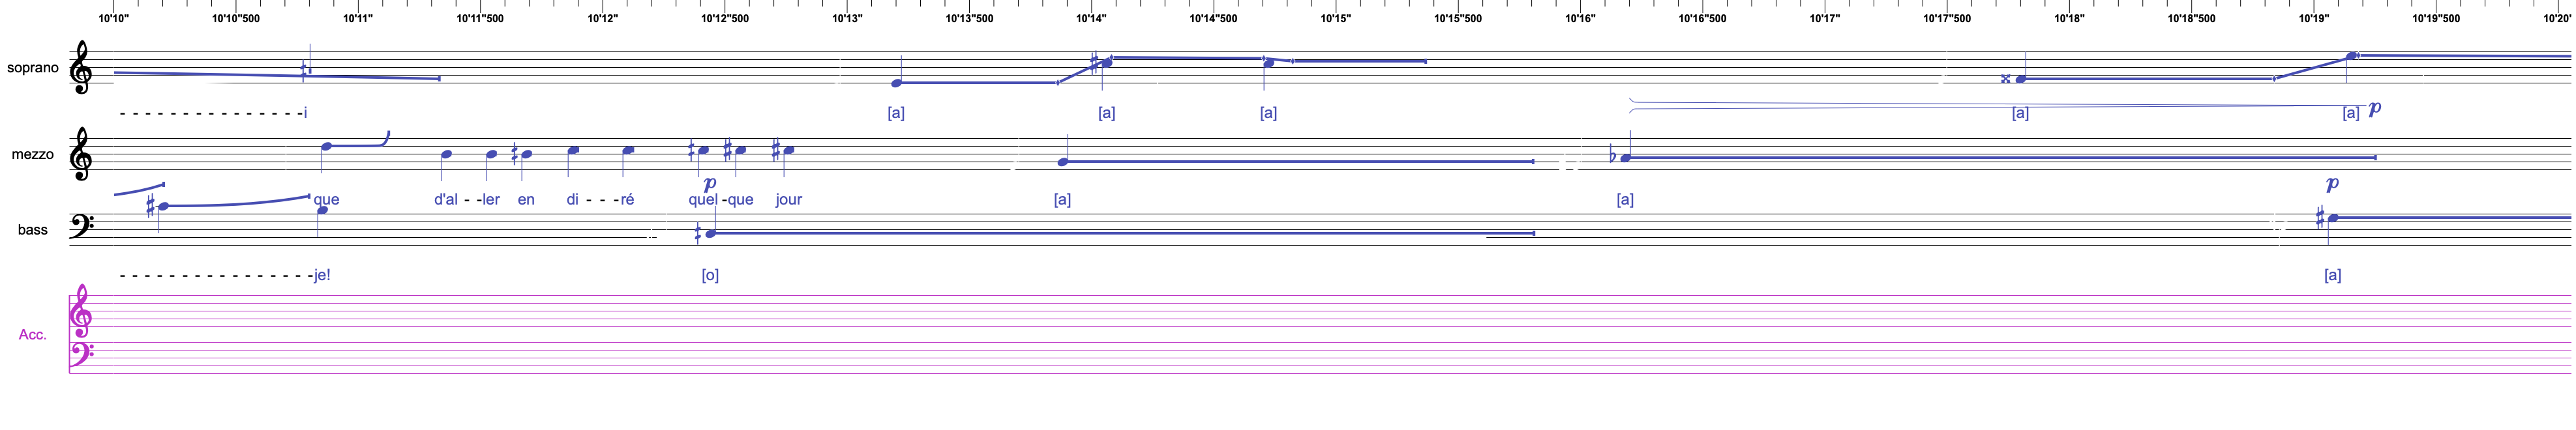 10'10" 10'10"500 10'11" 10'11"500 10'12" 10'12"500 10'13" 10'13"500 10'14" 10'14"500 10'15" 10'15"500 10'16" 10'16"500 10'17" 10'17"500 10'18" 10'18"500 10'19" 10'19"500 10'20'
soprano
- - - - - - - - - - - - - -i [a] [a] [a] [a] [a] p
mezzo
p p
que d'al - -ler en di - - -ré quel -que jour [a] [a]
bass
- - - - - - - - - - - - - - -je! [o] [a]
Acc.